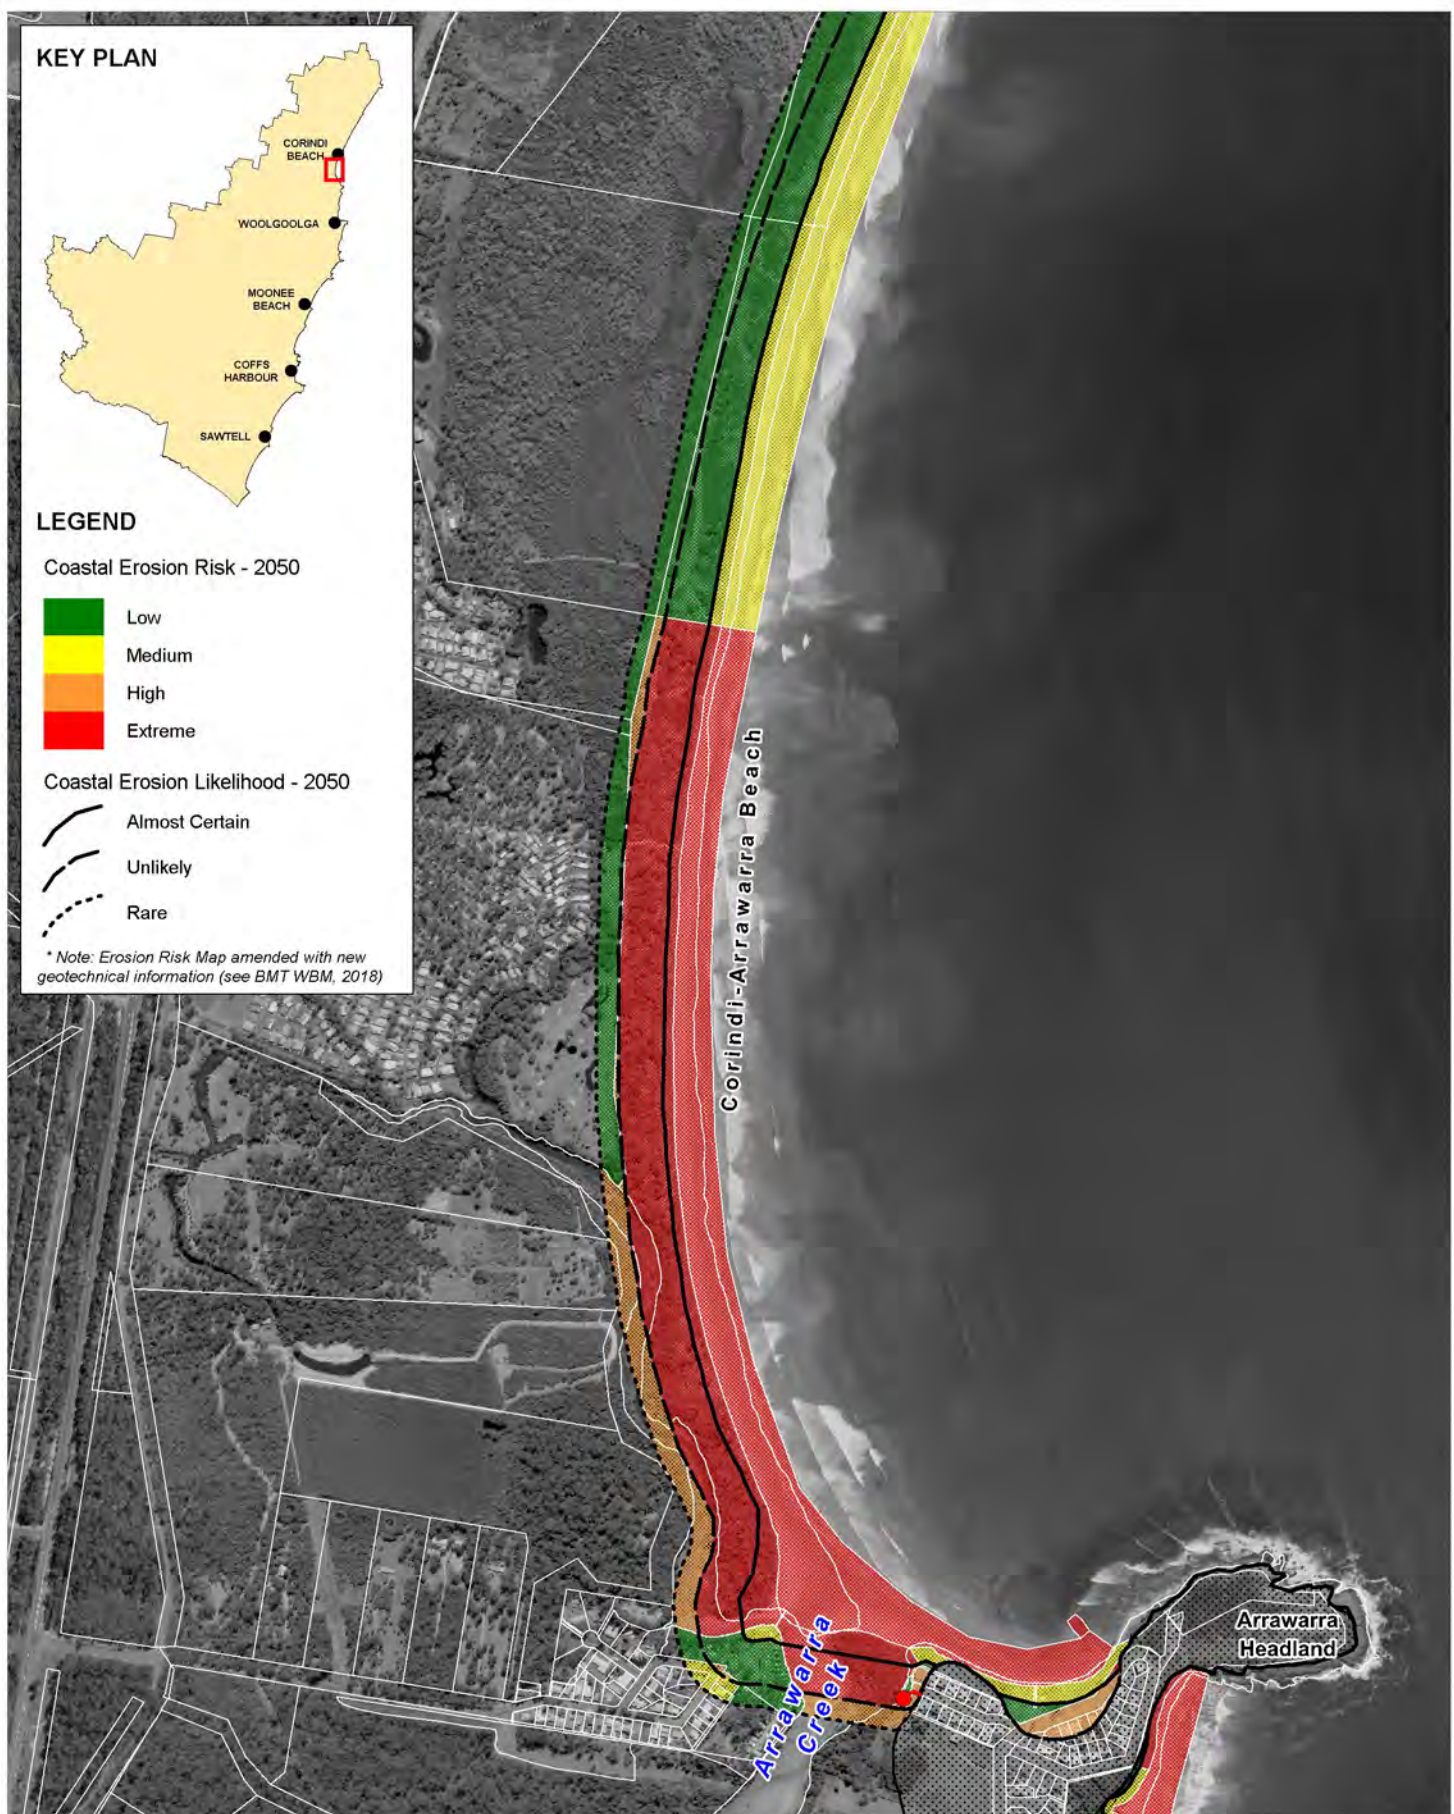 KEY PLAN
CORINDI
BEACH
WOOLGOOLGA
MOONEE
BEACH
COFFS
HARBOUR
SAWTELL
LEGEND
Coastal Erosion Risk - 2050
Low
Medium
High
Extreme
Coastal Erosion Likelihood - 2050
Almost Certain
Unlikely
Rare
* Note: Erosion Risk Map amended with new
geotechnical information (see BMT WBM, 2018)
Corindi-Arrawarra Beach
Arrawarra
Headland
Arrawarra
Creek